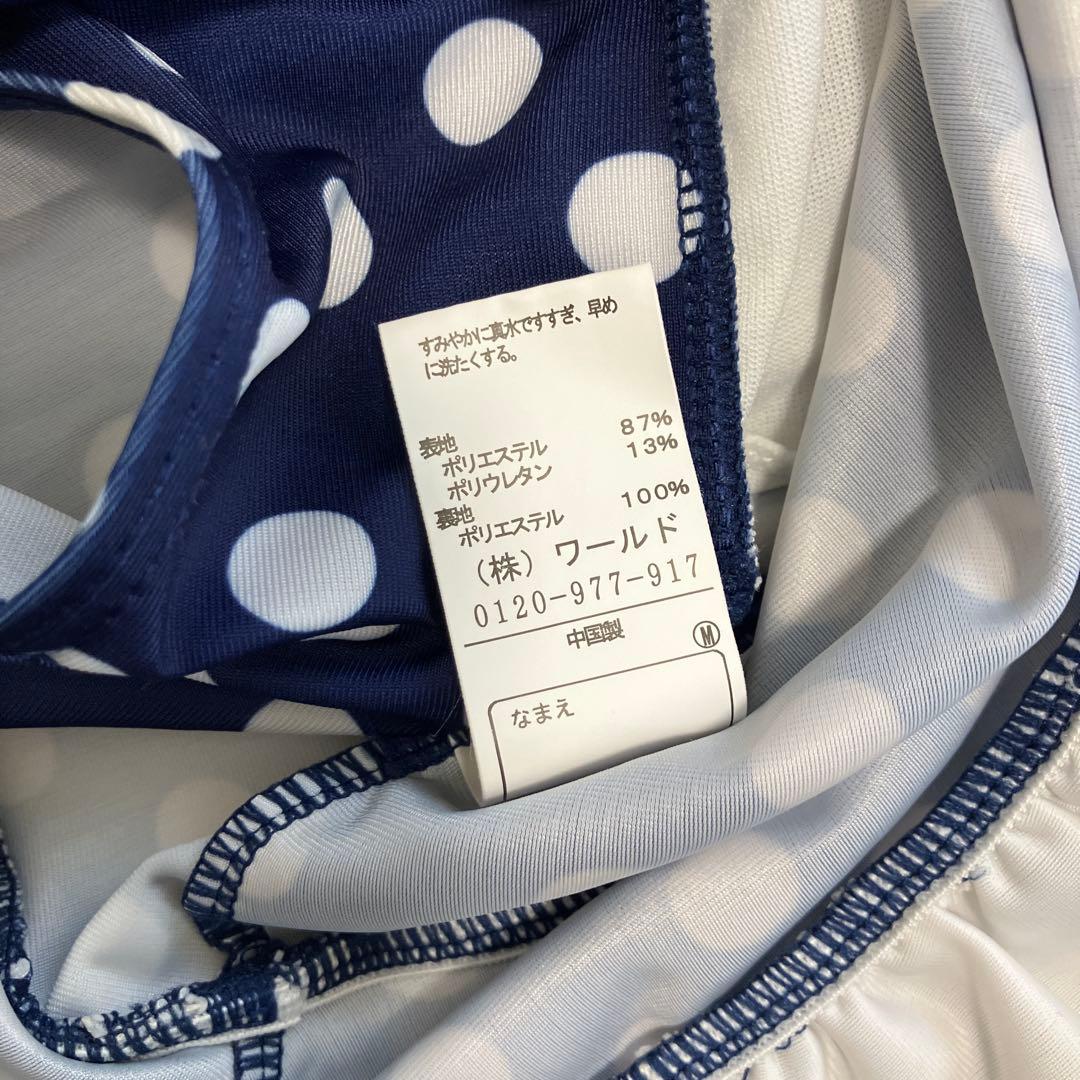 すみやかに真水ですすぎ、早め
に洗たくする。
表地
ポリエステル 87%
ポリウレタン 13%
裏地
ポリエステル 100%
(株) ワールド
0120-977-917
中国製 Ⓜ
なまえ